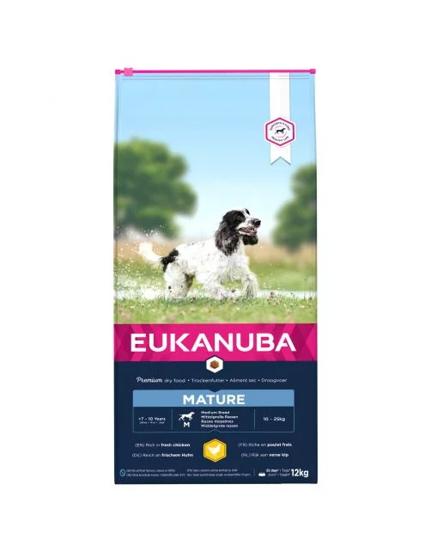 EUKANUBA
Premium dry food • Trockenfutter • Aliment sec • Droogvoer
MATURE
+7 - 10 Years
M
Medium Breed
Mittelgroße Rassen
Races moyennes
Middelgrote rassen
10 - 25kg
(EN) Rich in fresh chicken
(DE) Reich an frischem Huhn
(FR) Riche en poulet frais
(NL) Rijk aan verse kip
12kg